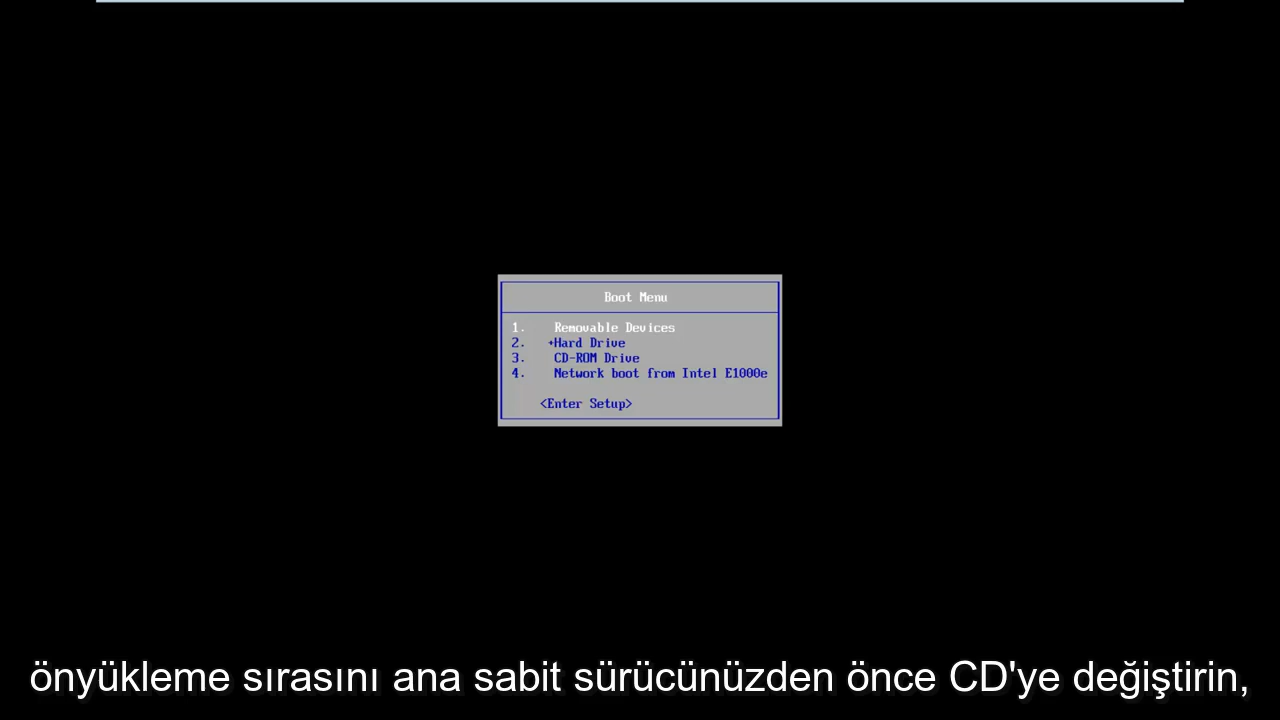 Boot Menu
1. Removable Devices
2. +Hard Drive
3. CD-ROM Drive
4. Network boot from Intel E1000e
<Enter Setup>
önyükleme sırasını ana sabit sürücünüzden önce CD'ye değiştirin,